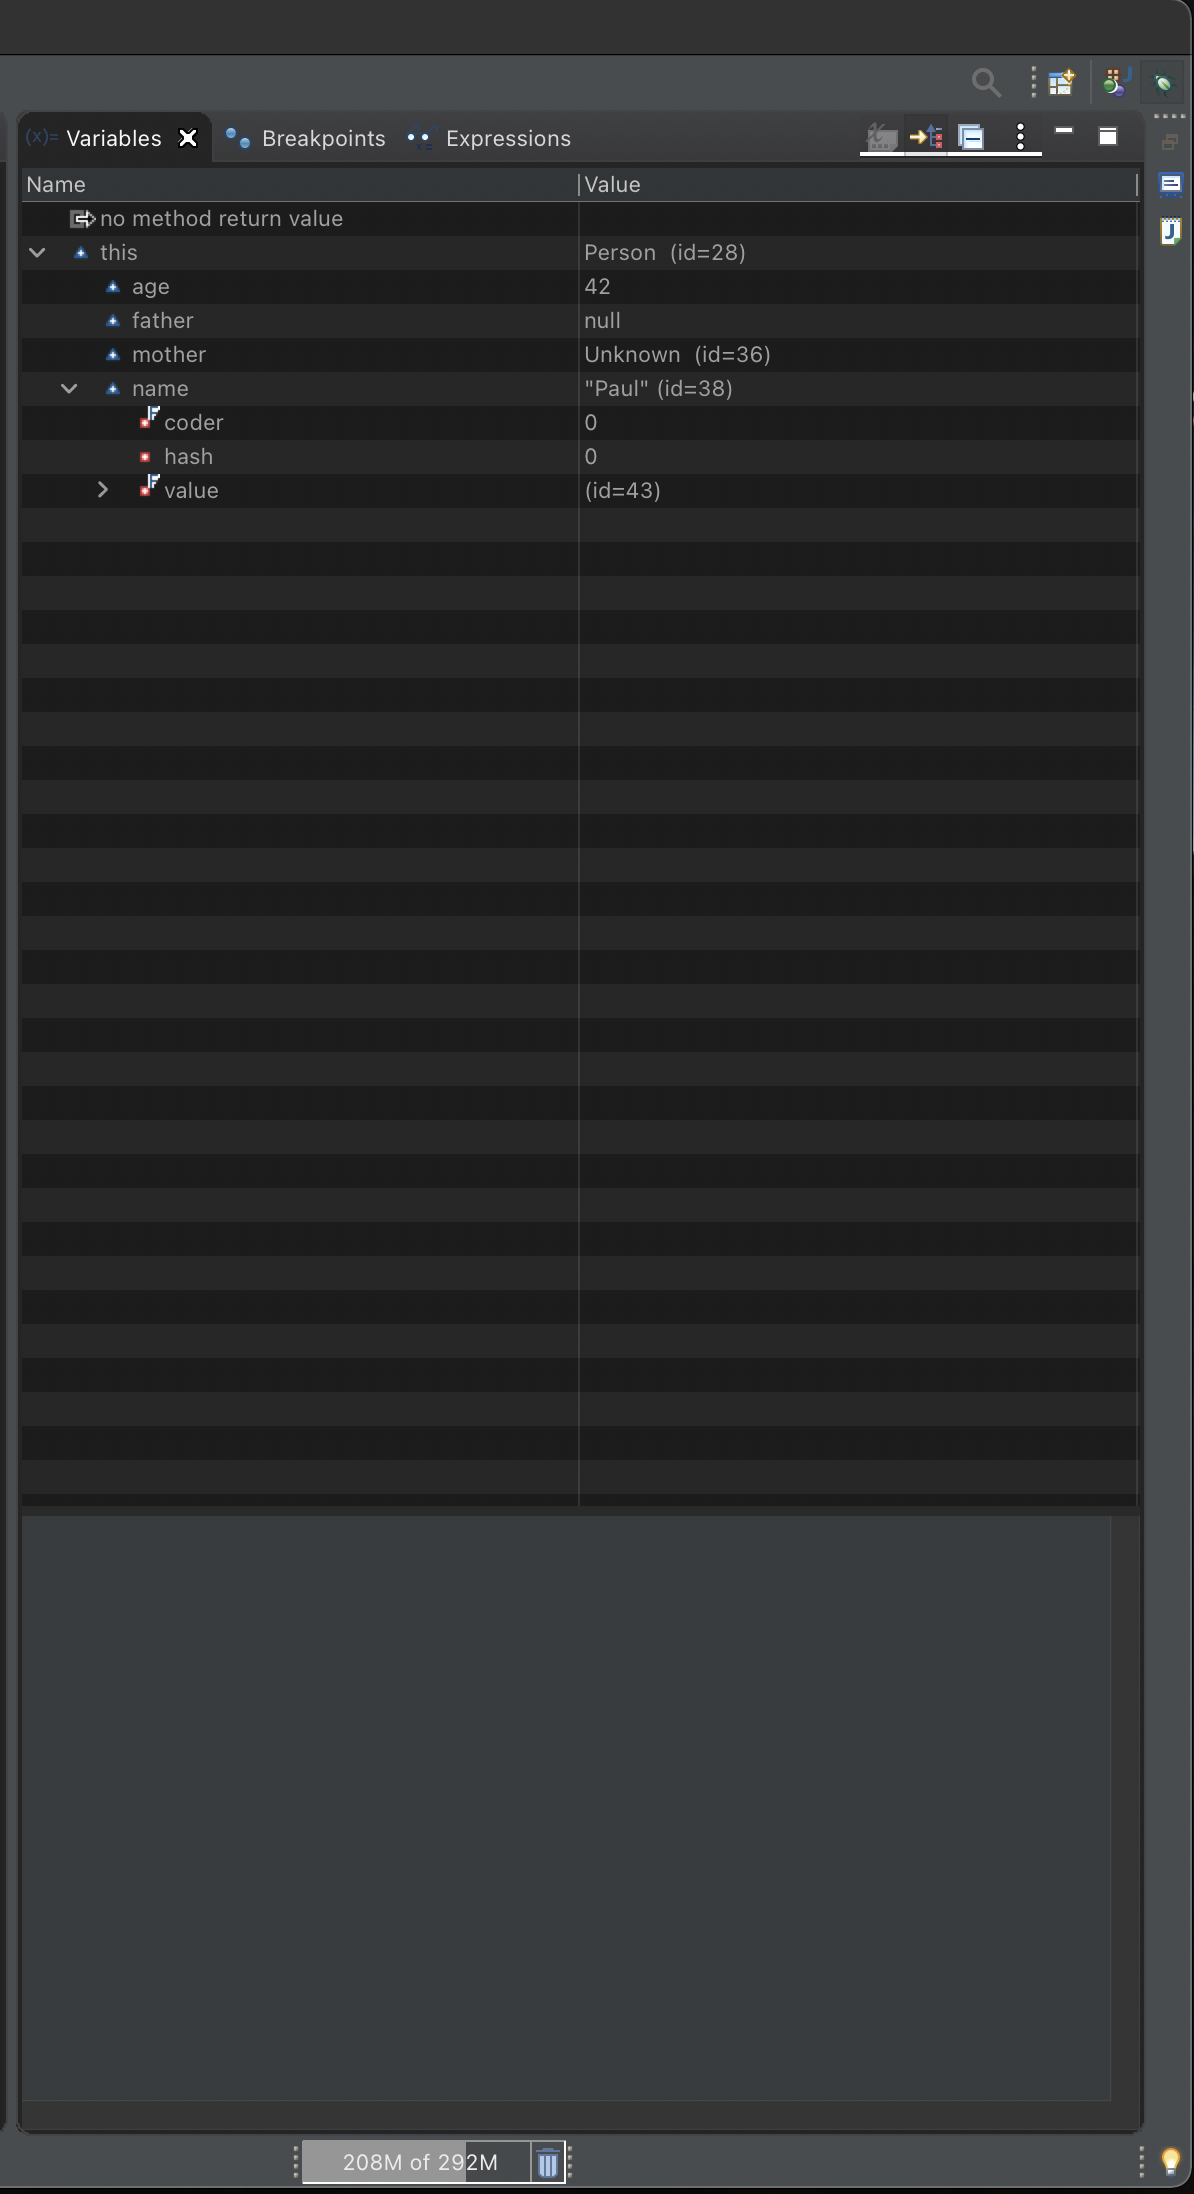 (x)= Variables Breakpoints Expressions
Name Value
no method return value
this Person (id=28)
age 42
father null
mother Unknown (id=36)
name "Paul" (id=38)
coder 0
hash 0
value (id=43)
208M of 292M